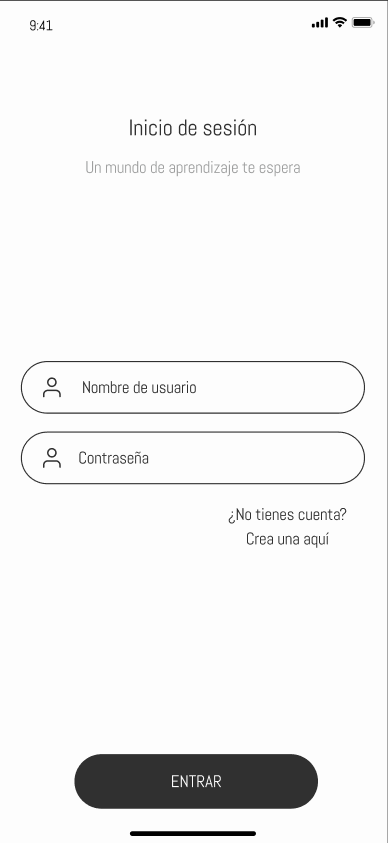 9:41
Inicio de sesión
Un mundo de aprendizaje te espera
Nombre de usuario
Contraseña
¿No tienes cuenta?
Crea una aquí
ENTRAR